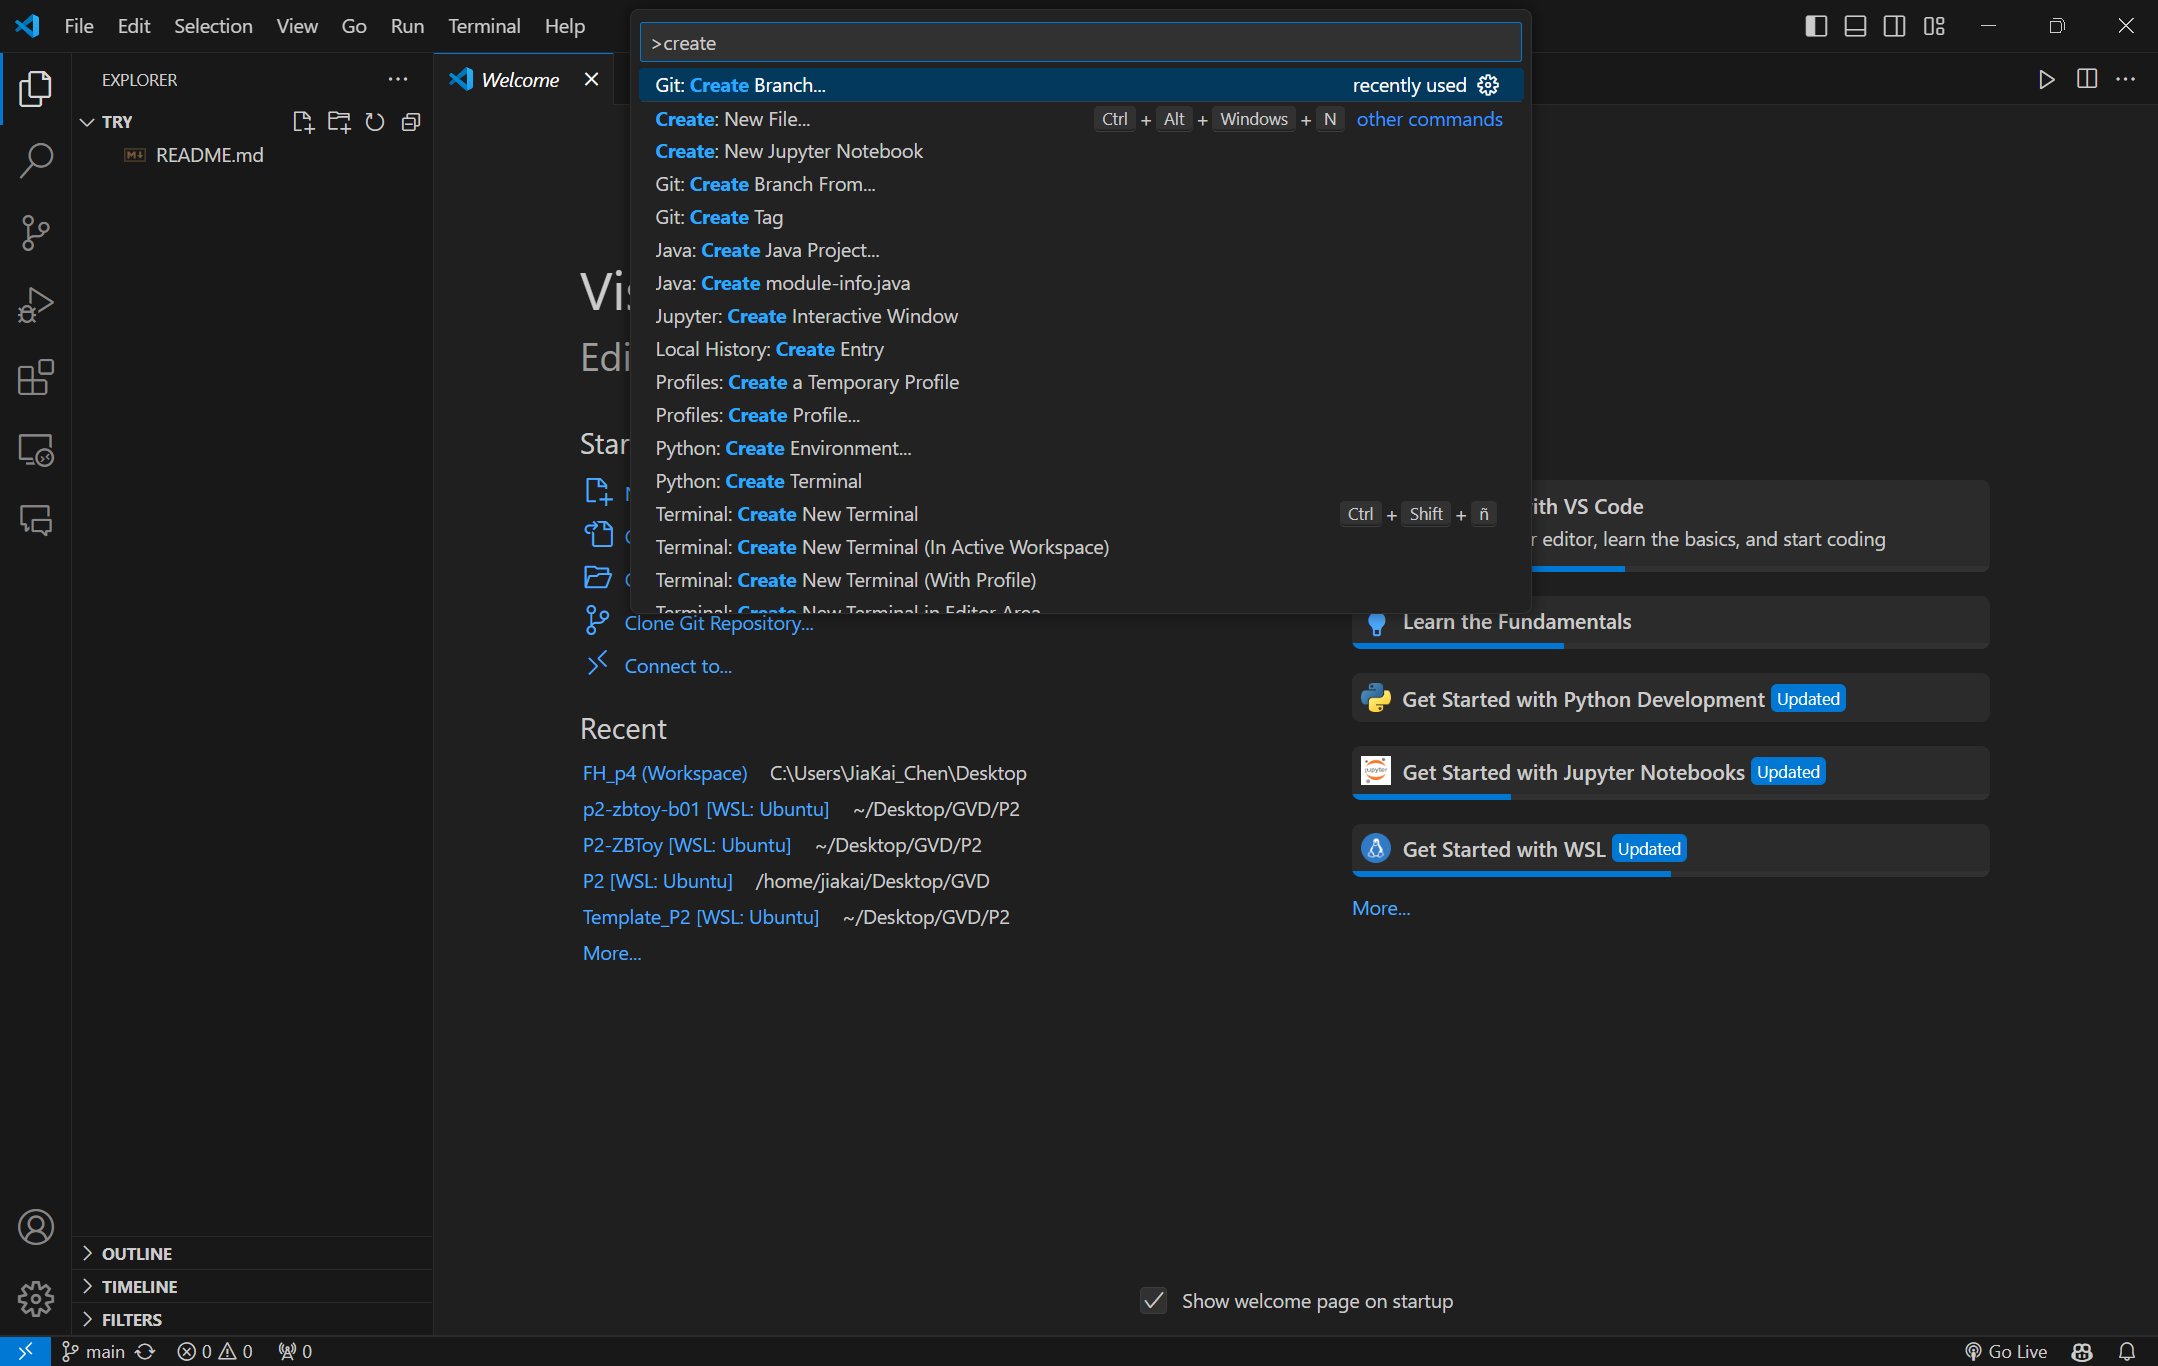 File Edit Selection View Go Run Terminal Help
>create
EXPLORER
Welcome
Git: Create Branch... recently used
TRY
Create: New File... Ctrl + Alt + Windows + N other commands
README.md
Create: New Jupyter Notebook
Git: Create Branch From...
Git: Create Tag
Java: Create Java Project...
Java: Create module-info.java
Jupyter: Create Interactive Window
Local History: Create Entry
Profiles: Create a Temporary Profile
Profiles: Create Profile...
Python: Create Environment...
Python: Create Terminal
Terminal: Create New Terminal Ctrl + Shift + ñ
Terminal: Create New Terminal (In Active Workspace)
Terminal: Create New Terminal (With Profile)
Terminal: Create New Terminal in Editor Area
Clone Git Repository...
Connect to...
Recent
FH_p4 (Workspace) C:\Users\JiaKai_Chen\Desktop
p2-zbtoy-b01 [WSL: Ubuntu] ~/Desktop/GVD/P2
P2-ZBToy [WSL: Ubuntu] ~/Desktop/GVD/P2
P2 [WSL: Ubuntu] /home/jiakai/Desktop/GVD
Template_P2 [WSL: Ubuntu] ~/Desktop/GVD/P2
More...
ith VS Code
r editor, learn the basics, and start coding
Learn the Fundamentals
Get Started with Python Development Updated
Get Started with Jupyter Notebooks Updated
Get Started with WSL Updated
More...
OUTLINE
TIMELINE
FILTERS
Show welcome page on startup
main 0 0 0 Go Live